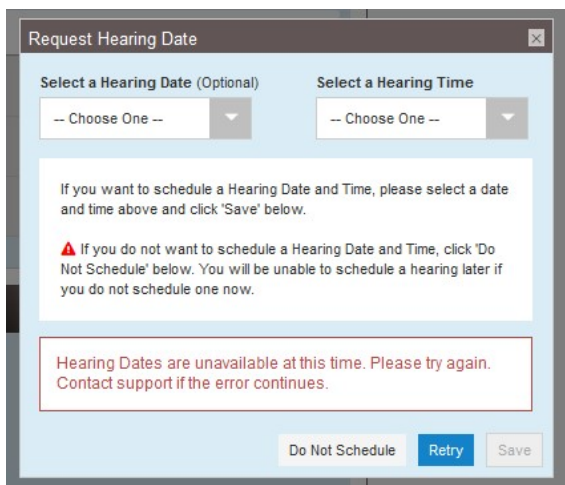 Request Hearing Date
Select a Hearing Date (Optional) Select a Hearing Time
-- Choose One -- -- Choose One --
If you want to schedule a Hearing Date and Time, please select a date
and time above and click 'Save' below.
If you do not want to schedule a Hearing Date and Time, click 'Do
Not Schedule' below. You will be unable to schedule a hearing later if
you do not schedule one now.
Hearing Dates are unavailable at this time. Please try again.
Contact support if the error continues.
Do Not Schedule Retry Save